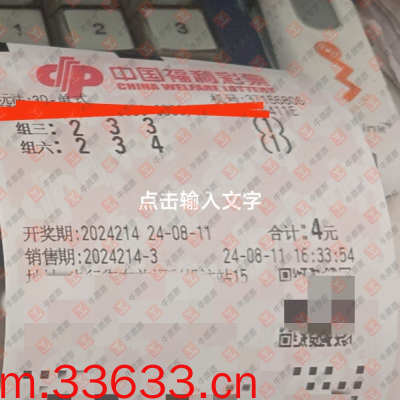 中国福利彩票
CHINA WELFARE LOTTERY
组三: 2 3 3 (1)
组六: 2 3 4 (1)
点击输入文字
开奖期:2024214 24-08-11 合计:4元
销售期:2024214-3 24-08-11 16:33:54
m.33633.cn